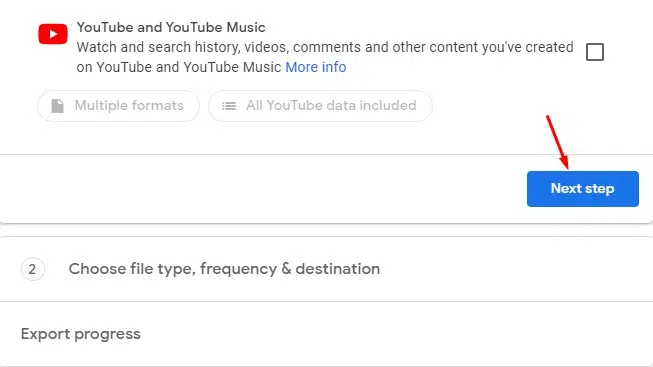 YouTube and YouTube Music
Watch and search history, videos, comments and other content you've created
on YouTube and YouTube Music More info
Multiple formats
All YouTube data included
Next step
2 Choose file type, frequency & destination
Export progress